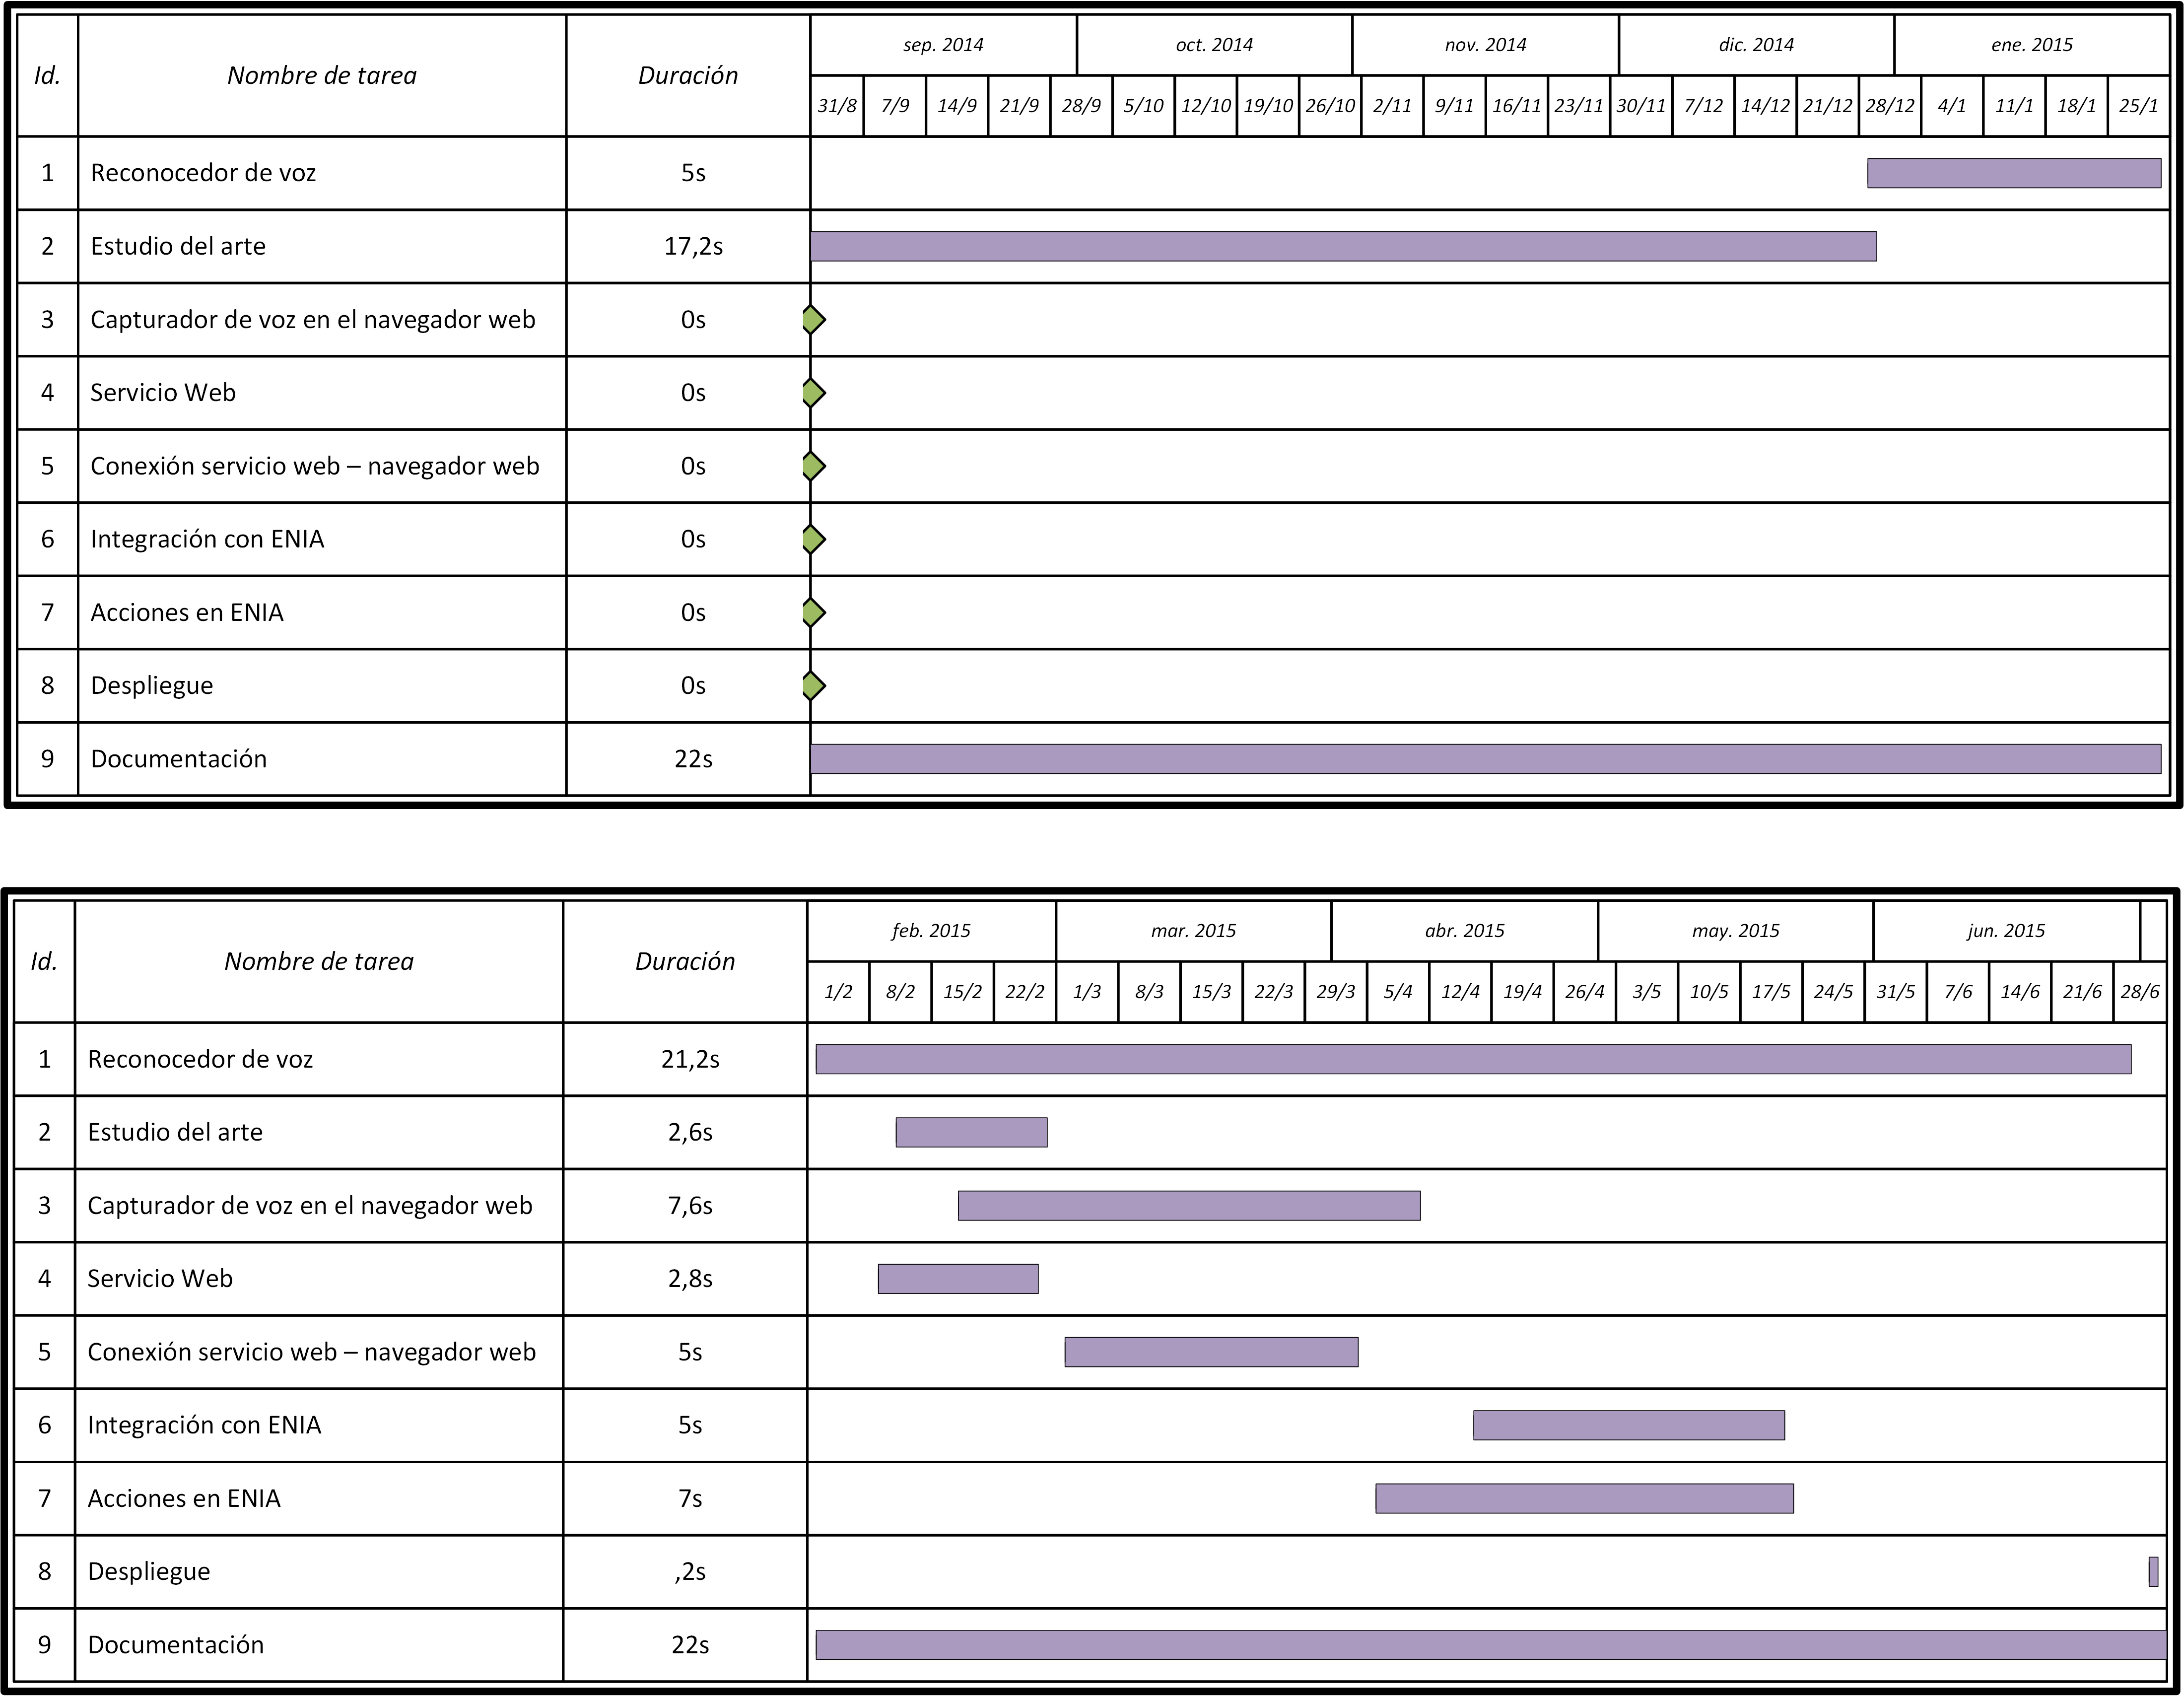 Id. Nombre de tarea Duración sep. 2014 oct. 2014 nov. 2014 dic. 2014 ene. 2015
31/8 7/9 14/9 21/9 28/9 5/10 12/10 19/10 26/10 2/11 9/11 16/11 23/11 30/11 7/12 14/12 21/12 28/12 4/1 11/1 18/1 25/1
1 Reconocedor de voz 5s
2 Estudio del arte 17,2s
3 Capturador de voz en el navegador web 0s
4 Servicio Web 0s
5 Conexión servicio web – navegador web 0s
6 Integración con ENIA 0s
7 Acciones en ENIA 0s
8 Despliegue 0s
9 Documentación 22s
Id. Nombre de tarea Duración feb. 2015 mar. 2015 abr. 2015 may. 2015 jun. 2015
1/2 8/2 15/2 22/2 1/3 8/3 15/3 22/3 29/3 5/4 12/4 19/4 26/4 3/5 10/5 17/5 24/5 31/5 7/6 14/6 21/6 28/6
1 Reconocedor de voz 21,2s
2 Estudio del arte 2,6s
3 Capturador de voz en el navegador web 7,6s
4 Servicio Web 2,8s
5 Conexión servicio web – navegador web 5s
6 Integración con ENIA 5s
7 Acciones en ENIA 7s
8 Despliegue ,2s
9 Documentación 22s